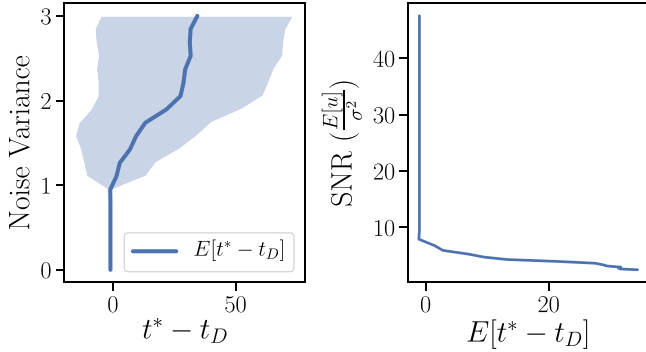 3
2
1
0
Noise Variance
E[t* − t_D]
0
50
t* − t_D
40
30
20
10
SNR (E[u]/σ²)
0
20
E[t* − t_D]